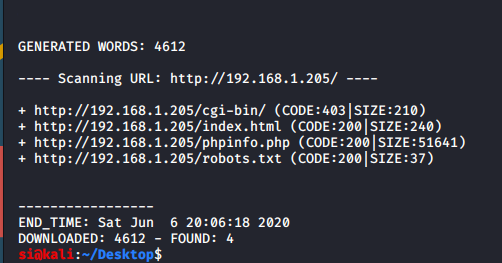 GENERATED WORDS: 4612
---- Scanning URL: http://192.168.1.205/ ----
+ http://192.168.1.205/cgi-bin/ (CODE:403|SIZE:210)
+ http://192.168.1.205/index.html (CODE:200|SIZE:240)
+ http://192.168.1.205/phpinfo.php (CODE:200|SIZE:51641)
+ http://192.168.1.205/robots.txt (CODE:200|SIZE:37)
-----------------
END_TIME: Sat Jun  6 20:06:18 2020
DOWNLOADED: 4612 - FOUND: 4
si@kali:~/Desktop$